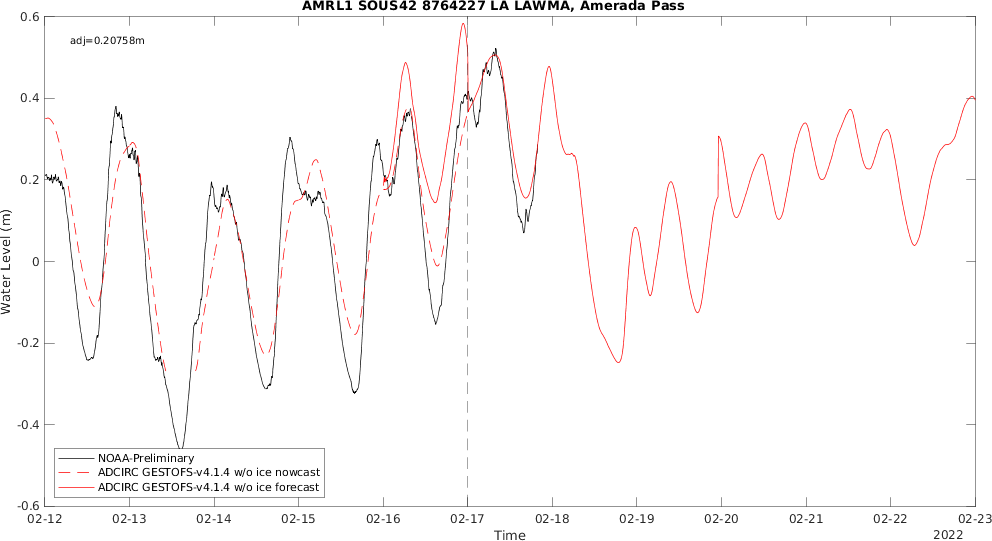 AMRL1 SOUS42 8764227 LA LAWMA, Amerada Pass
adj=0.20758m
0.6
0.4
0.2
0
-0.2
-0.4
-0.6
Water Level (m)
NOAA-Preliminary
ADCIRC GESTOFS-v4.1.4 w/o ice nowcast
ADCIRC GESTOFS-v4.1.4 w/o ice forecast
02-12 02-13 02-14 02-15 02-16 02-17 02-18 02-19 02-20 02-21 02-22 02-23
Time
2022